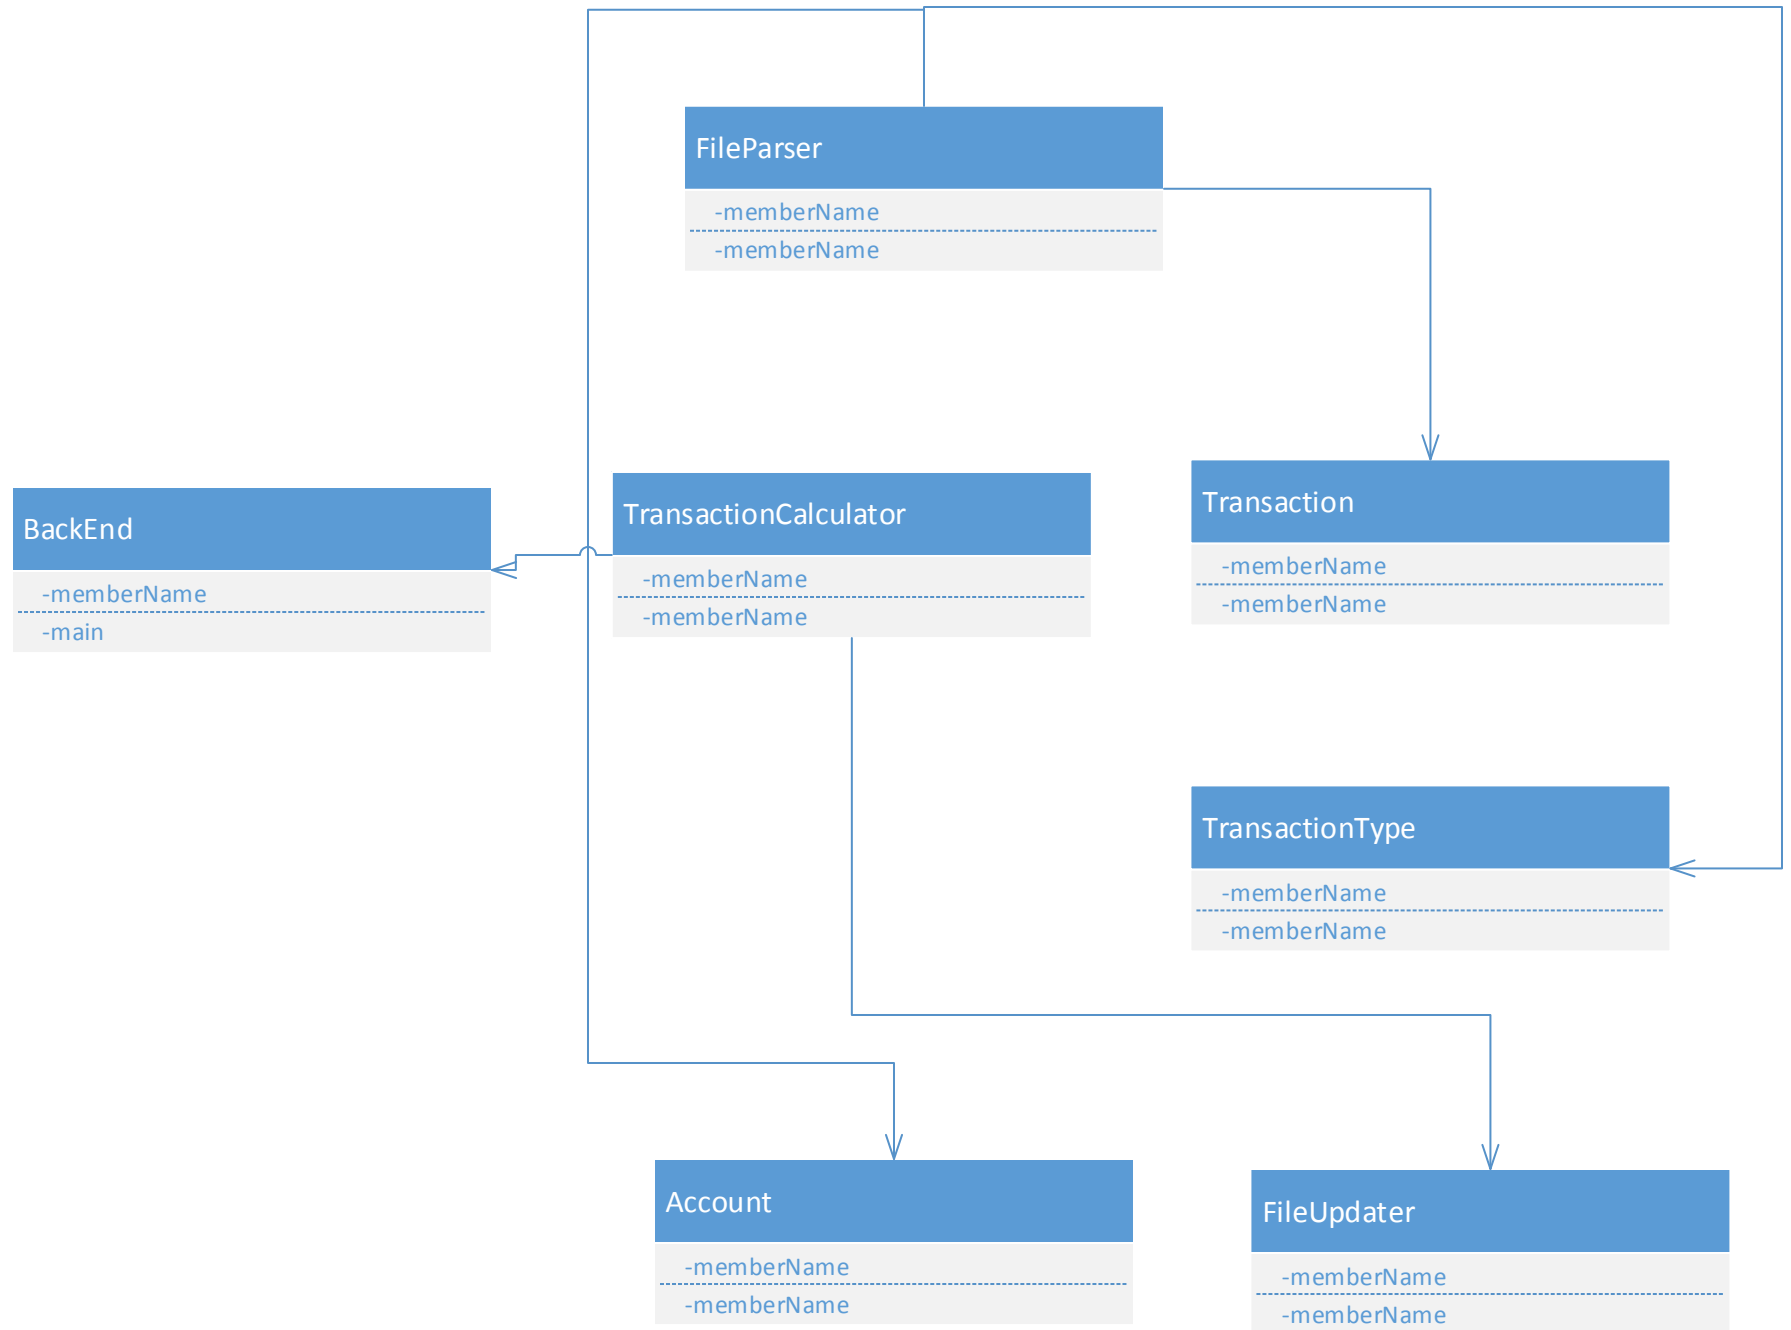 FileParser
-memberName
-memberName
BackEnd
-memberName
-main
TransactionCalculator
-memberName
-memberName
Transaction
-memberName
-memberName
TransactionType
-memberName
-memberName
Account
-memberName
-memberName
FileUpdater
-memberName
-memberName